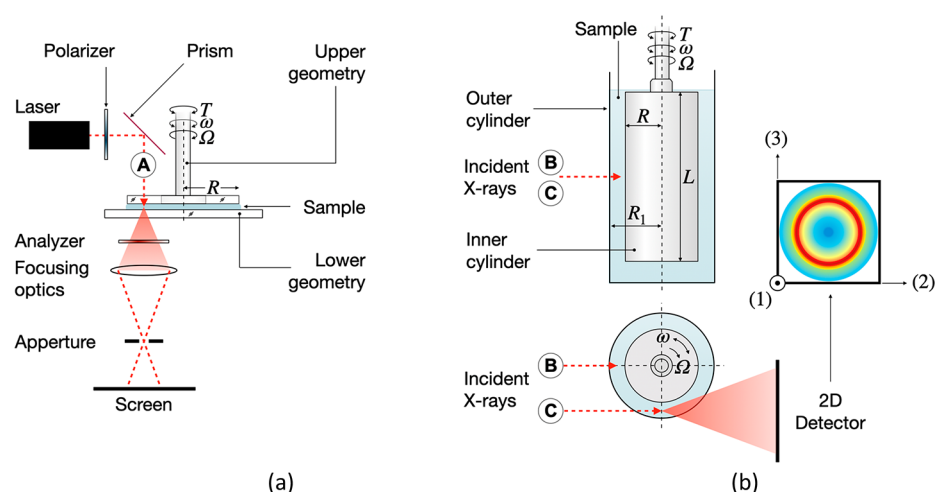 Polarizer
Prism
Upper
geometry
Laser
T
ω
Ω
A
R
Sample
Analyzer
Focusing
optics
Lower
geometry
Apperture
Screen
(a)
Sample
T
ω
Ω
Outer
cylinder
R
Incident
X-rays
B
C
L
R₁
Inner
cylinder
(3)
(1)
(2)
ω
Ω
Incident
X-rays
B
C
2D
Detector
(b)